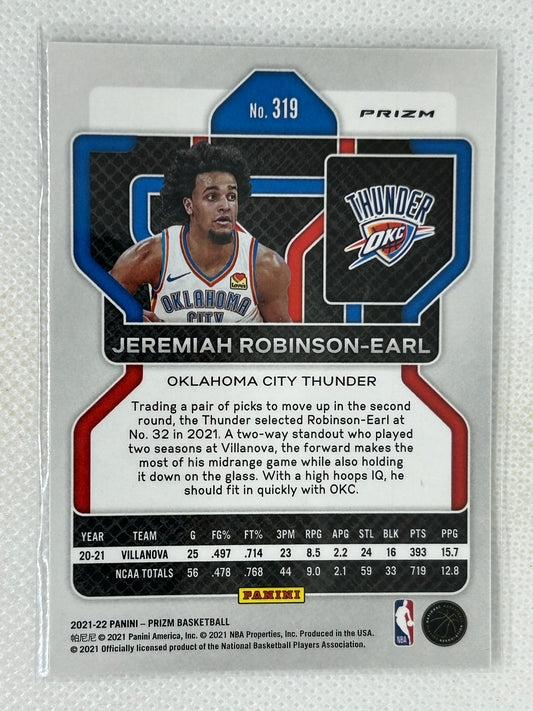 No. 319
PRIZM
THUNDER
OKC
OKLAHOMA
CITY
JEREMIAH ROBINSON-EARL
OKLAHOMA CITY THUNDER
Trading a pair of picks to move up in the second
round, the Thunder selected Robinson-Earl at
No. 32 in 2021. A two-way standout who played
two seasons at Villanova, the forward makes the
most of his midrange game while also holding
it down on the glass. With a high hoops IQ, he
should fit in quickly with OKC.
YEAR TEAM G FG% FT% 3PM RPG APG STL BLK PTS PPG
20-21 VILLANOVA 25 .497 .714 23 8.5 2.2 24 16 393 15.7
NCAA TOTALS 56 .478 .768 44 9.0 2.1 59 33 719 12.8
PANINI
2021-22 PANINI – PRIZM BASKETBALL
帕尼尼 © 2021 Panini America, Inc. © 2021 NBA Properties, Inc. Produced in the USA.
© 2021 Officially licensed product of the National Basketball Players Association.
NBA